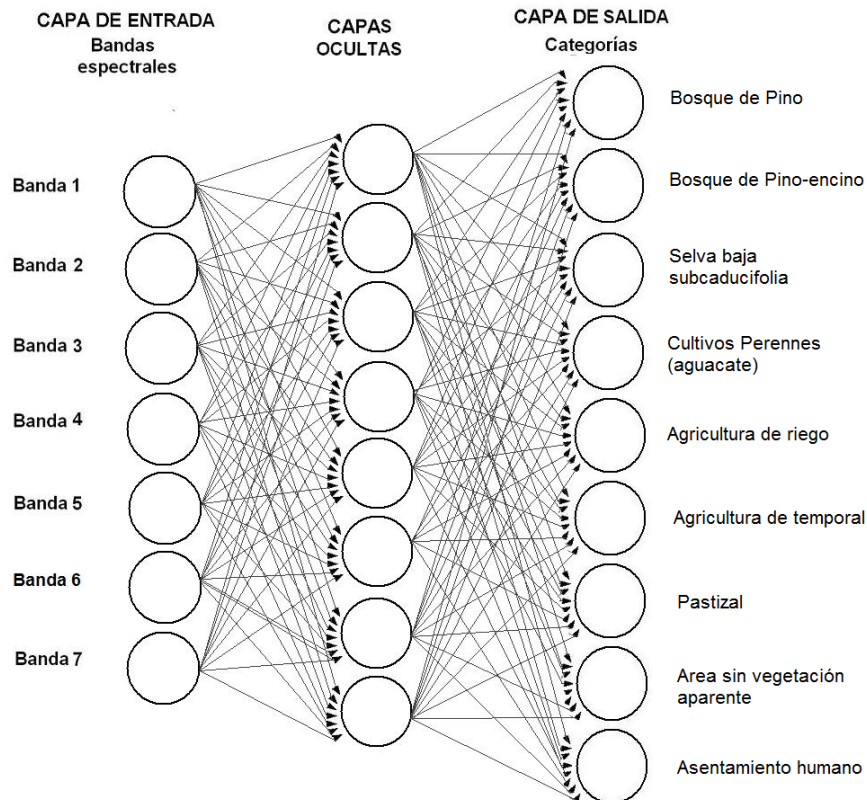 CAPA DE ENTRADA
Bandas
espectrales
CAPAS
OCULTAS
CAPA DE SALIDA
Categorías
Banda 1
Banda 2
Banda 3
Banda 4
Banda 5
Banda 6
Banda 7
Bosque de Pino
Bosque de Pino-encino
Selva baja
subcaducifolia
Cultivos Perennes
(aguacate)
Agricultura de riego
Agricultura de temporal
Pastizal
Area sin vegetación
aparente
Asentamiento humano